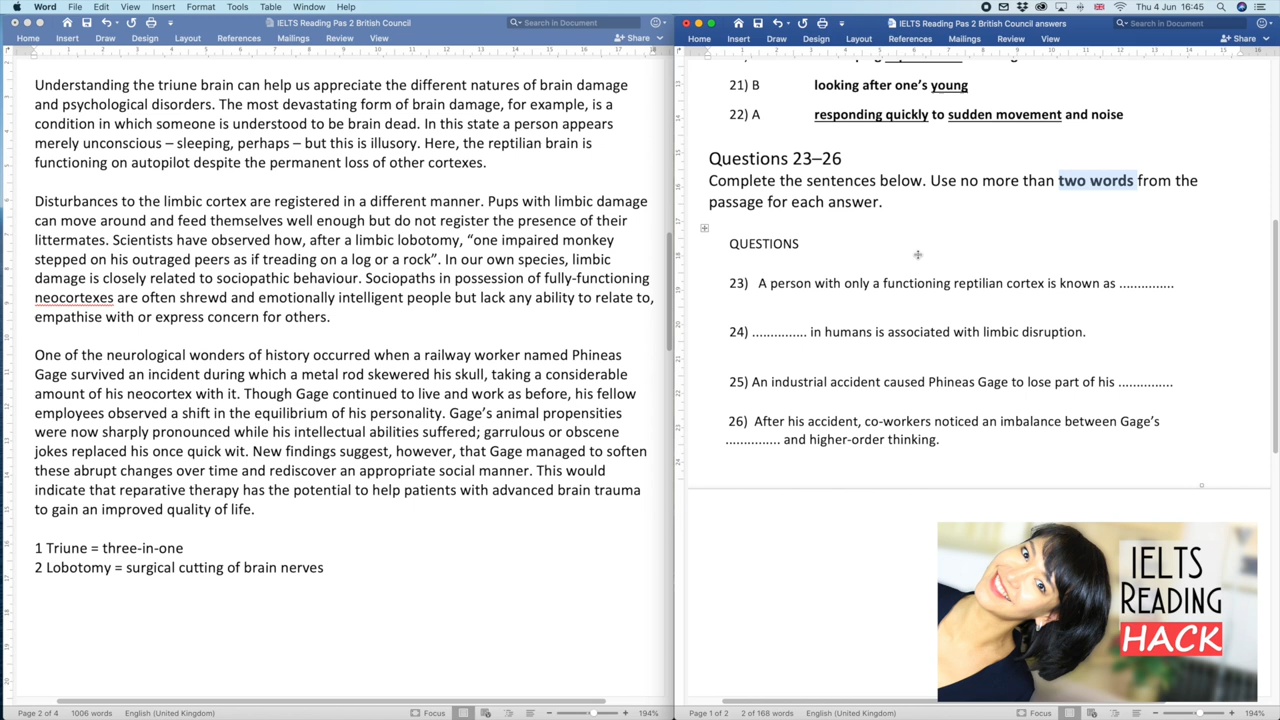 Word File Edit View Insert Format Tools Table Window Help
Thu 4 Jun 16:45
IELTS Reading Pas 2 British Council
Search in Document
Home Insert Draw Design Layout References Mailings Review View
Share
Understanding the triune brain can help us appreciate the different natures of brain damage
and psychological disorders. The most devastating form of brain damage, for example, is a
condition in which someone is understood to be brain dead. In this state a person appears
merely unconscious – sleeping, perhaps – but this is illusory. Here, the reptilian brain is
functioning on autopilot despite the permanent loss of other cortexes.
Disturbances to the limbic cortex are registered in a different manner. Pups with limbic damage
can move around and feed themselves well enough but do not register the presence of their
littermates. Scientists have observed how, after a limbic lobotomy, “one impaired monkey
stepped on his outraged peers as if treading on a log or a rock”. In our own species, limbic
damage is closely related to sociopathic behaviour. Sociopaths in possession of fully-functioning
neocortexes are often shrewd and emotionally intelligent people but lack any ability to relate to,
empathise with or express concern for others.
One of the neurological wonders of history occurred when a railway worker named Phineas
Gage survived an incident during which a metal rod skewered his skull, taking a considerable
amount of his neocortex with it. Though Gage continued to live and work as before, his fellow
employees observed a shift in the equilibrium of his personality. Gage’s animal propensities
were now sharply pronounced while his intellectual abilities suffered; garrulous or obscene
jokes replaced his once quick wit. New findings suggest, however, that Gage managed to soften
these abrupt changes over time and rediscover an appropriate social manner. This would
indicate that reparative therapy has the potential to help patients with advanced brain trauma
to gain an improved quality of life.
1 Triune = three-in-one
2 Lobotomy = surgical cutting of brain nerves
Page 2 of 4 1006 words English (United Kingdom) Focus 194%
IELTS Reading Pas 2 British Council answers
Search in Document
Home Insert Draw Design Layout References Mailings Review View
Share
21) B looking after one’s young
22) A responding quickly to sudden movement and noise
Questions 23–26
Complete the sentences below. Use no more than two words from the
passage for each answer.
QUESTIONS
23) A person with only a functioning reptilian cortex is known as ..............
24) .............. in humans is associated with limbic disruption.
25) An industrial accident caused Phineas Gage to lose part of his ..............
26) After his accident, co-workers noticed an imbalance between Gage’s
.............. and higher-order thinking.
IELTS
READING
HACK
Page 1 of 2 2 of 168 words English (United Kingdom) Focus 194%